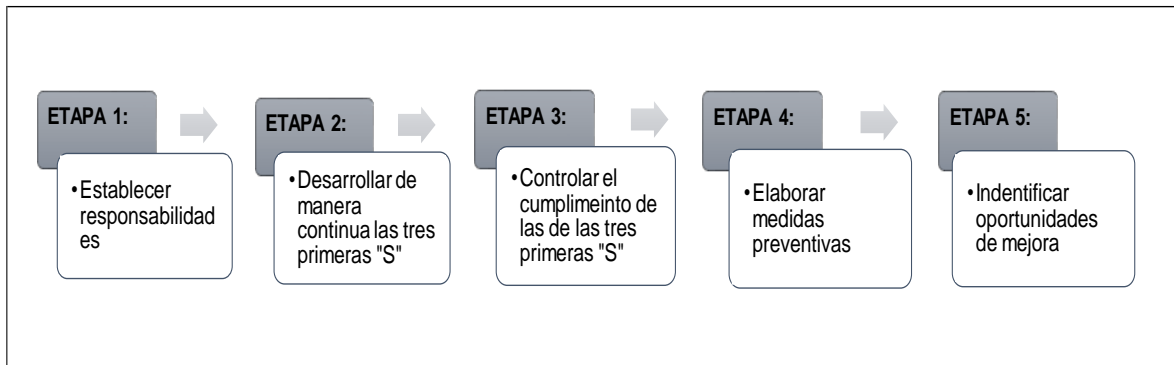 ETAPA 1:
•Establecer
responsabilidad
es
ETAPA 2:
•Desarrollar de
manera
continua las tres
primeras "S"
ETAPA 3:
•Controlar el
cumplimeinto de
las de las tres
primeras "S"
ETAPA 4:
•Elaborar
medidas
preventivas
ETAPA 5:
•Indentificar
oportunidades
de mejora